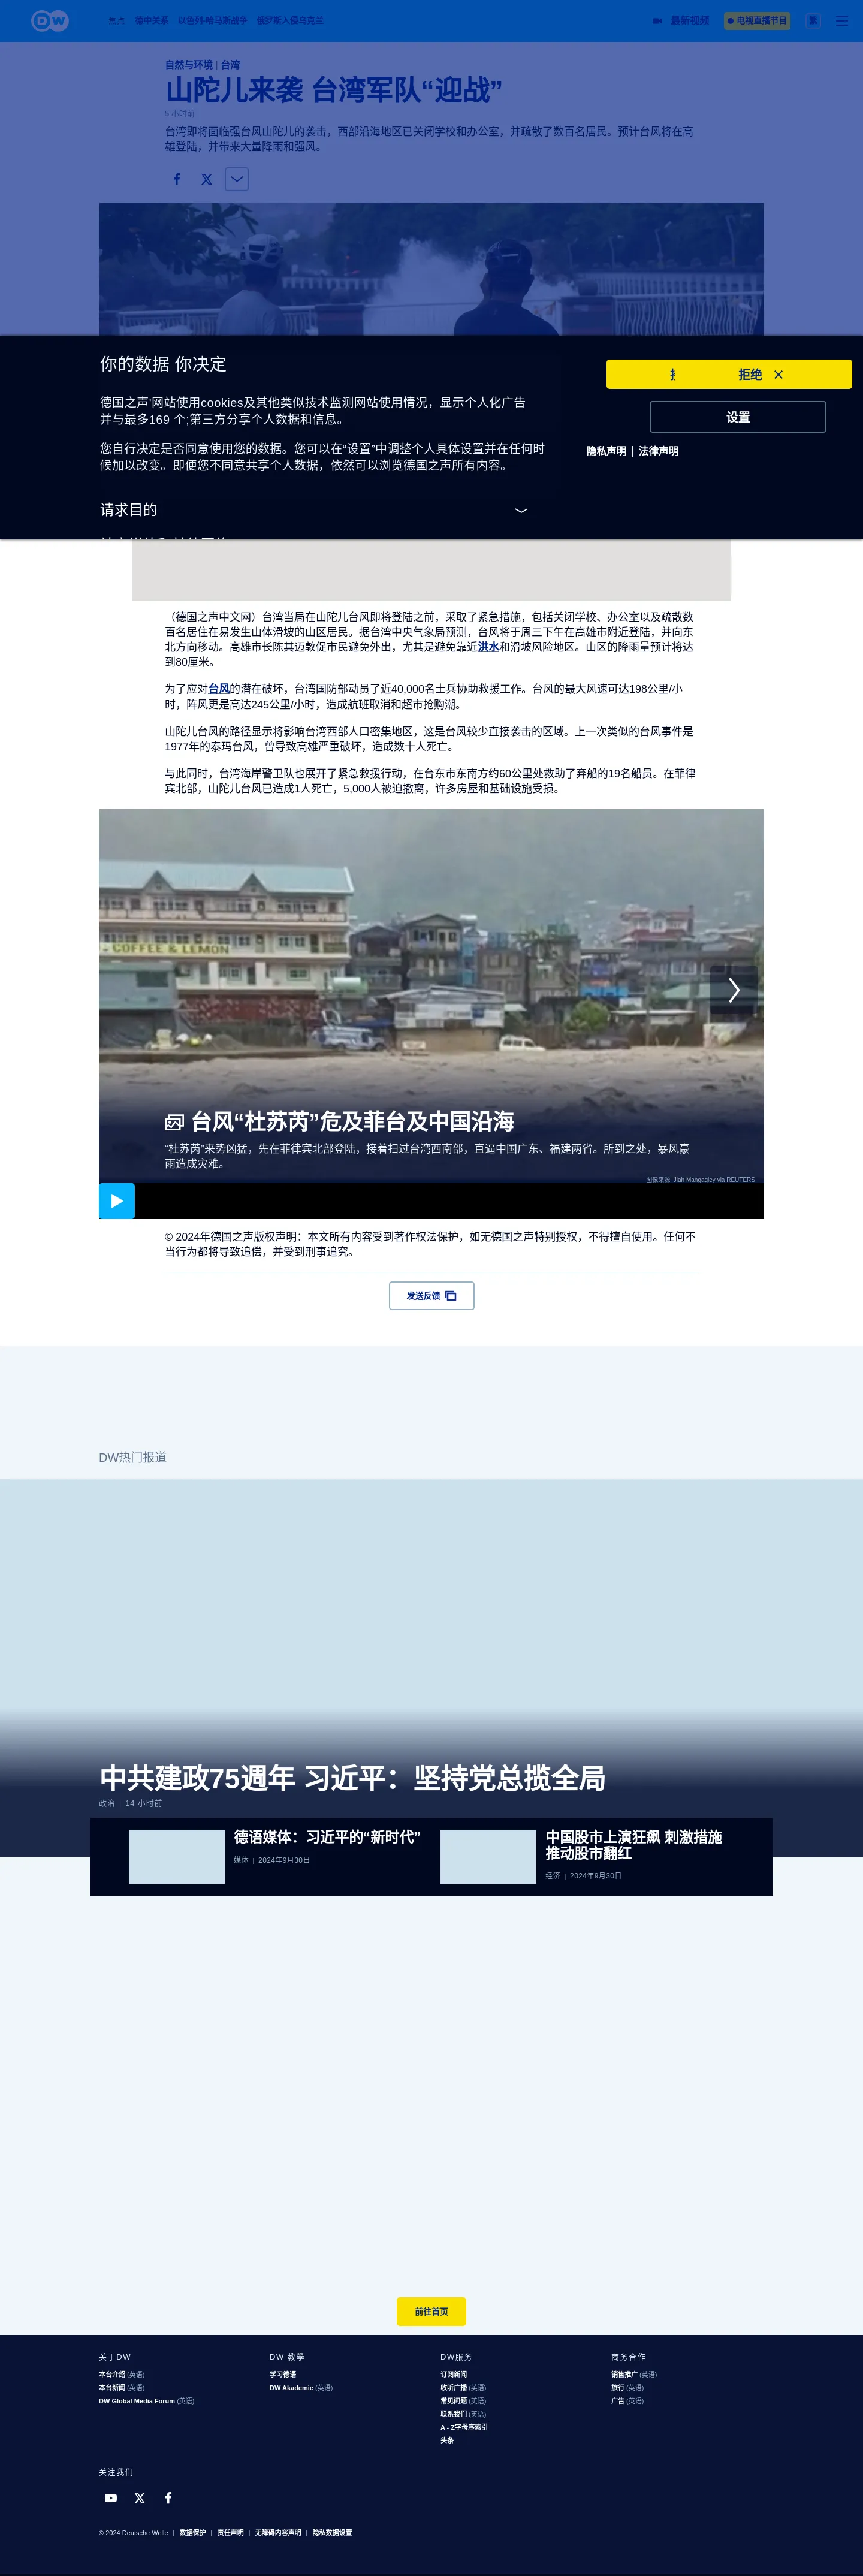 DW
焦点 德中关系 以色列-哈马斯战争 俄罗斯入侵乌克兰
最新视频 电视直播节目 繁
自然与环境 | 台湾
山陀儿来袭 台湾军队“迎战”
5 小时前
台湾即将面临强台风山陀儿的袭击，西部沿海地区已关闭学校和办公室，并疏散了数百名居民。预计台风将在高
雄登陆，并带来大量降雨和强风。
你的数据 你决定
拒绝
德国之声'网站使用cookies及其他类似技术监测网站使用情况，显示个人化广告
并与最多169 个;第三方分享个人数据和信息。
设置
您自行决定是否同意使用您的数据。您可以在“设置”中调整个人具体设置并在任何时
候加以改变。即便您不同意共享个人数据，依然可以浏览德国之声所有内容。
隐私声明 | 法律声明
请求目的
（德国之声中文网）台湾当局在山陀儿台风即将登陆之前，采取了紧急措施，包括关闭学校、办公室以及疏散数
百名居住在易发生山体滑坡的山区居民。据台湾中央气象局预测，台风将于周三下午在高雄市附近登陆，并向东
北方向移动。高雄市长陈其迈敦促市民避免外出，尤其是避免靠近洪水和滑坡风险地区。山区的降雨量预计将达
到80厘米。
为了应对台风的潜在破坏，台湾国防部动员了近40,000名士兵协助救援工作。台风的最大风速可达198公里/小
时，阵风更是高达245公里/小时，造成航班取消和超市抢购潮。
山陀儿台风的路径显示将影响台湾西部人口密集地区，这是台风较少直接袭击的区域。上一次类似的台风事件是
1977年的泰玛台风，曾导致高雄严重破坏，造成数十人死亡。
与此同时，台湾海岸警卫队也展开了紧急救援行动，在台东市东南方约60公里处救助了弃船的19名船员。在菲律
宾北部，山陀儿台风已造成1人死亡，5,000人被迫撤离，许多房屋和基础设施受损。
COFFEE & LEMON
台风“杜苏芮”危及菲台及中国沿海
“杜苏芮”来势凶猛，先在菲律宾北部登陆，接着扫过台湾西南部，直逼中国广东、福建两省。所到之处，暴风豪
雨造成灾难。
图像来源: Jiah Mangagley via REUTERS
© 2024年德国之声版权声明：本文所有内容受到著作权法保护，如无德国之声特别授权，不得擅自使用。任何不
当行为都将导致追偿，并受到刑事追究。
发送反馈
DW热门报道
中共建政75週年 习近平：坚持党总揽全局
政治 | 14 小时前
德语媒体：习近平的“新时代”
媒体 | 2024年9月30日
中国股市上演狂飙 刺激措施
推动股市翻红
经济 | 2024年9月30日
前往首页
关于DW
本台介绍 (英语)
本台新闻 (英语)
DW Global Media Forum (英语)
DW 教學
学习德语
DW Akademie (英语)
DW服务
订阅新闻
收听广播 (英语)
常见问题 (英语)
联系我们 (英语)
A - Z字母序索引
头条
商务合作
销售推广 (英语)
旅行 (英语)
广告 (英语)
关注我们
© 2024 Deutsche Welle | 数据保护 | 责任声明 | 无障碍内容声明 | 隐私数据设置